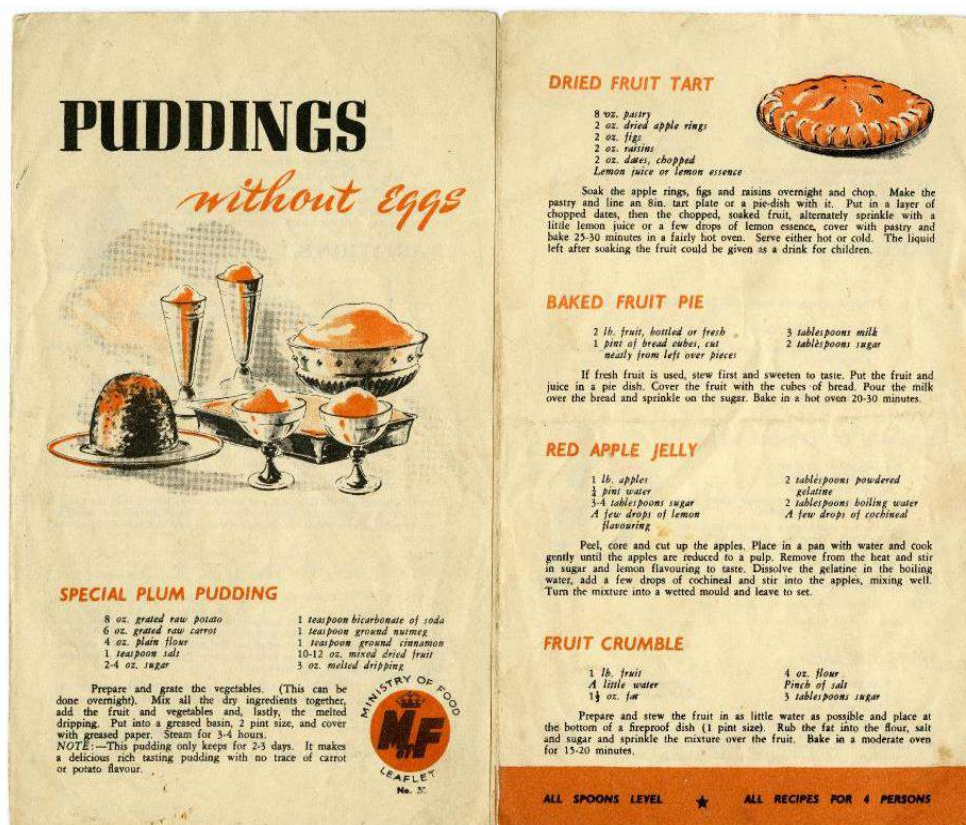 PUDDINGS
without EGGS
SPECIAL PLUM PUDDING
8 oz. grated raw potato
6 oz. grated raw carrot
4 oz. plain flour
1 teaspoon salt
2-4 oz. sugar
1 teaspoon bicarbonate of soda
1 teaspoon ground nutmeg
1 teaspoon ground cinnamon
10-12 oz. mixed dried fruit
3 oz. melted dripping
Prepare and grate the vegetables. (This can be
done overnight). Mix all the dry ingredients together,
add the fruit and vegetables and, lastly, the melted
dripping. Put into a greased basin, 2 pint size, and cover
with greased paper. Steam for 3-4 hours.
NOTE:—This pudding only keeps for 2-3 days. It makes
a delicious rich tasting pudding with no trace of carrot
or potato flavour.
MINISTRY OF FOOD
M F
LEAFLET
No.
DRIED FRUIT TART
8 oz. pastry
2 oz. dried apple rings
2 oz. figs
2 oz. raisins
2 oz. dates, chopped
Lemon juice or lemon essence
Soak the apple rings, figs and raisins overnight and chop. Make the
pastry and line an 8in. tart plate or a pie-dish with it. Put in a layer of
chopped dates, then the chopped, soaked fruit, alternately sprinkle with a
little lemon juice or a few drops of lemon essence, cover with pastry and
bake 25-30 minutes in a fairly hot oven. Serve either hot or cold. The liquid
left after soaking the fruit could be given as a drink for children.
BAKED FRUIT PIE
2 lb. fruit, bottled or fresh
1 pint of bread cubes, cut
neatly from left over pieces
3 tablespoons milk
2 tablespoons sugar
If fresh fruit is used, stew first and sweeten to taste. Put the fruit and
juice in a pie dish. Cover the fruit with the cubes of bread. Pour the milk
over the bread and sprinkle on the sugar. Bake in a hot oven 20-30 minutes.
RED APPLE JELLY
1 lb. apples
pint water
3-4 tablespoons sugar
A few drops of lemon
flavouring
2 tablespoons powdered
gelatine
2 tablespoons boiling water
A few drops of cochineal
Peel, core and cut up the apples. Place in a pan with water and cook
gently until the apples are reduced to a pulp. Remove from the heat and stir
in sugar and lemon flavouring to taste. Dissolve the gelatine in the boiling
water, add a few drops of cochineal and stir into the apples, mixing well.
Turn the mixture into a wetted mould and leave to set.
FRUIT CRUMBLE
1 lb. fruit
A little water
1½ oz. fat
4 oz. flour
Pinch of salt
3 tablespoons sugar
Prepare and stew the fruit in as little water as possible and place at
the bottom of a fireproof dish (1 pint size). Rub the fat into the flour, salt
and sugar and sprinkle the mixture over the fruit. Bake in a moderate oven
for 15-20 minutes.
ALL SPOONS LEVEL ★ ALL RECIPES FOR 4 PERSONS